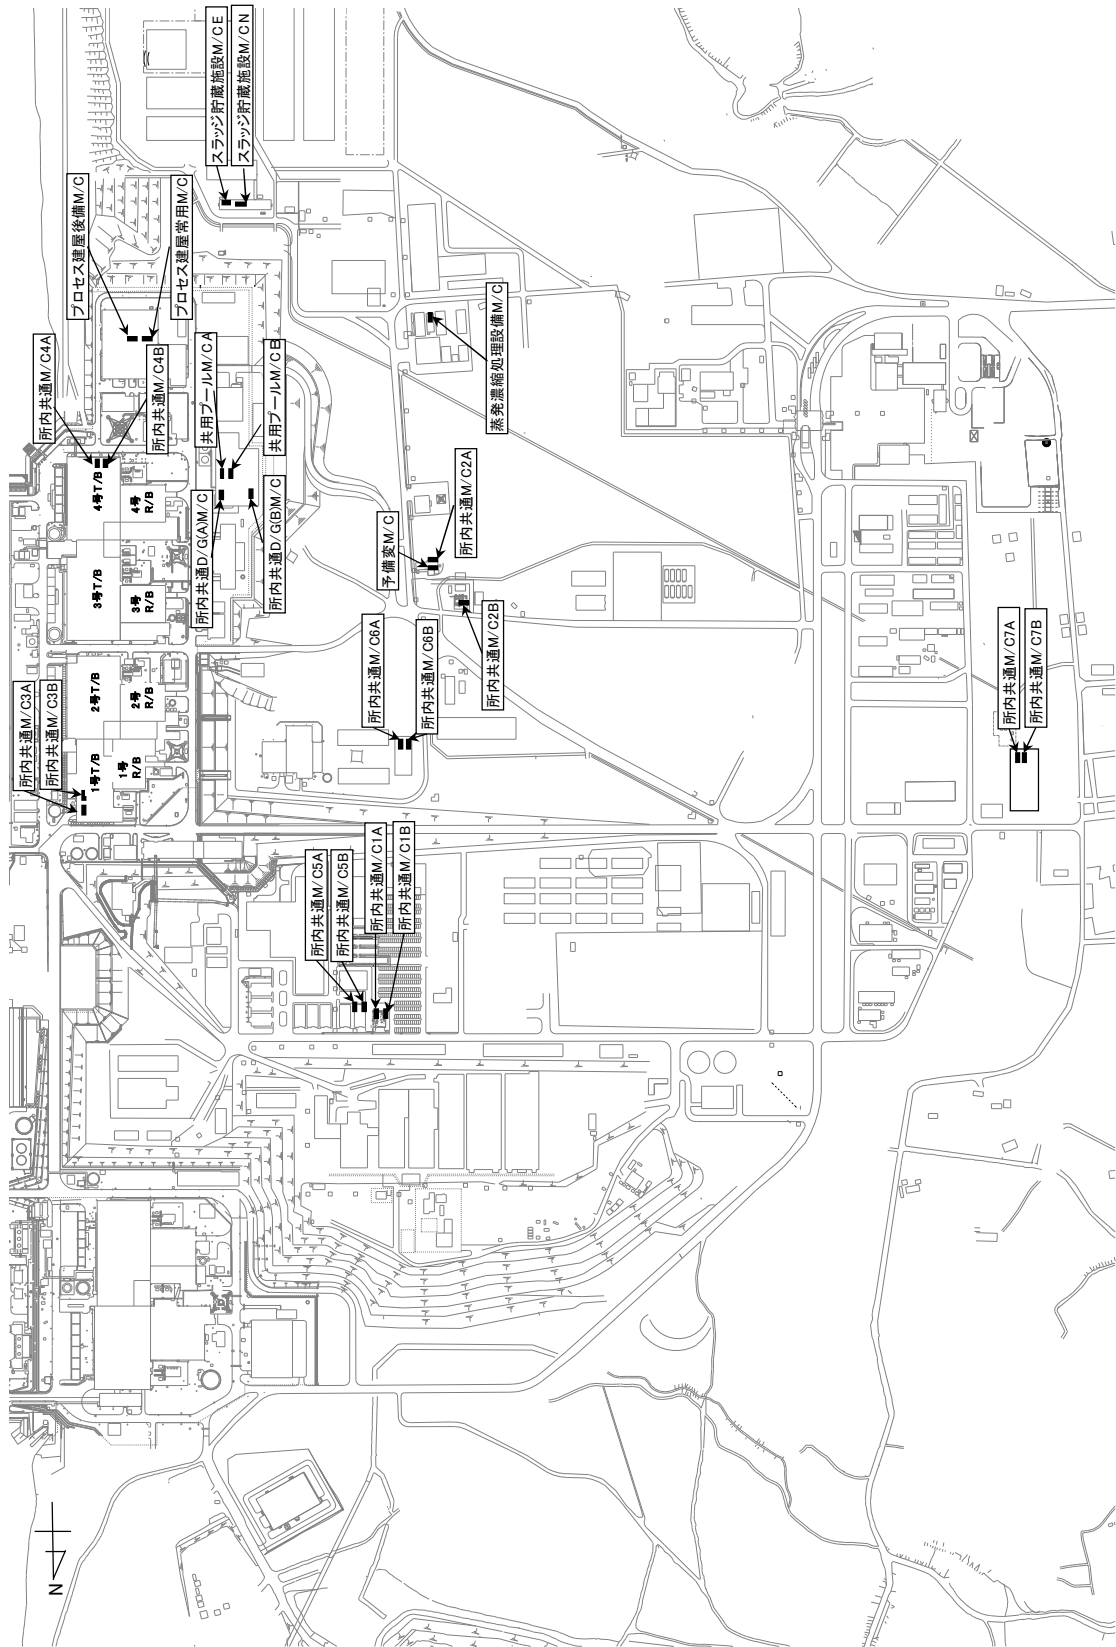 スラッジ貯蔵施設M/C E
スラッジ貯蔵施設M/C N
プロセス建屋後備M/C
プロセス建屋常用M/C
所内共通M/C4A
所内共通M/C4B
共用プールM/C A
共用プールM/C B
所内共通D/G(A)M/C
所内共通D/G(B)M/C
4号T/B
4号
R/B
3号T/B
3号
R/B
2号T/B
2号
R/B
1号T/B
1号
R/B
所内共通M/C3A
所内共通M/C3B
蒸発濃縮処理設備M/C
予備変M/C
所内共通M/C2A
所内共通M/C2B
所内共通M/C6A
所内共通M/C6B
所内共通M/C7A
所内共通M/C7B
所内共通M/C5A
所内共通M/C5B
所内共通M/C1A
所内共通M/C1B
N